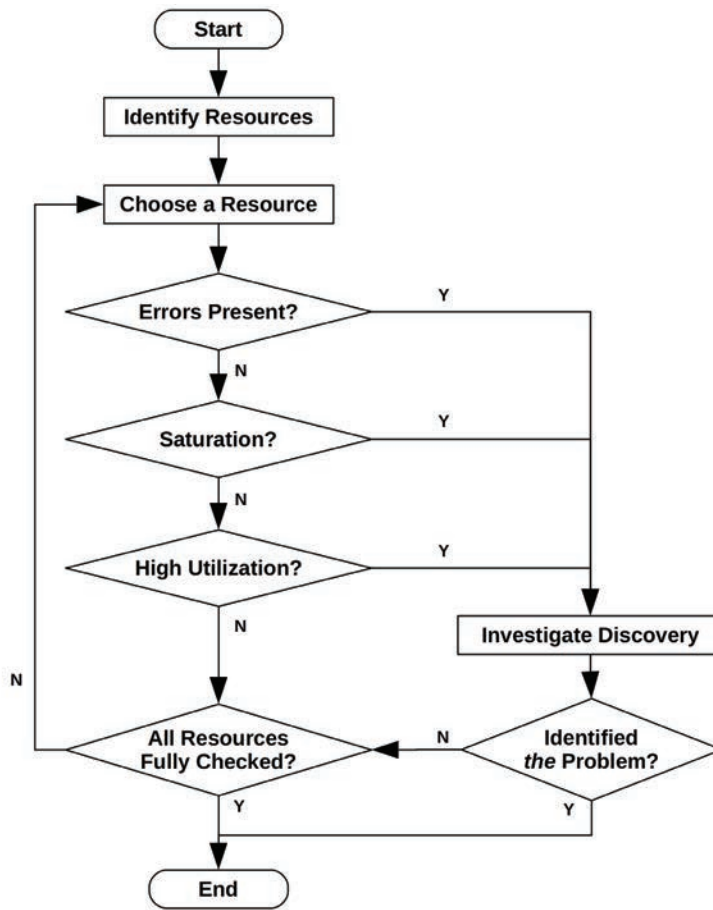 Start
Identify Resources
Choose a Resource
Errors Present?
Y
N
Saturation?
Y
N
High Utilization?
Y
N
Investigate Discovery
N
All Resources
Fully Checked?
N
Identified
the Problem?
Y
Y
End